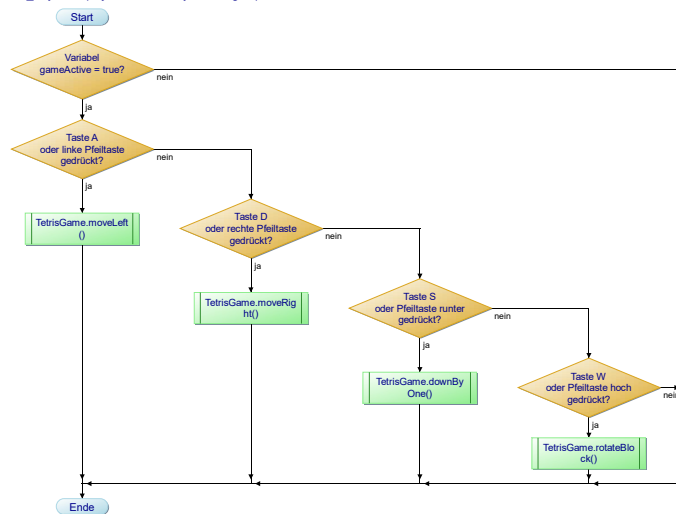 Start
Variabel
gameActive = true?
nein
ja
Taste A
oder linke Pfeiltaste
gedrückt?
nein
ja
TetrisGame.moveLeft
()
Taste D
oder rechte Pfeiltaste
gedrückt?
nein
ja
TetrisGame.moveRig
ht()
Taste S
oder Pfeiltaste runter
gedrückt?
nein
ja
TetrisGame.downBy
One()
Taste W
oder Pfeiltaste hoch
gedrückt?
nein
ja
TetrisGame.rotateBlo
ck()
Ende